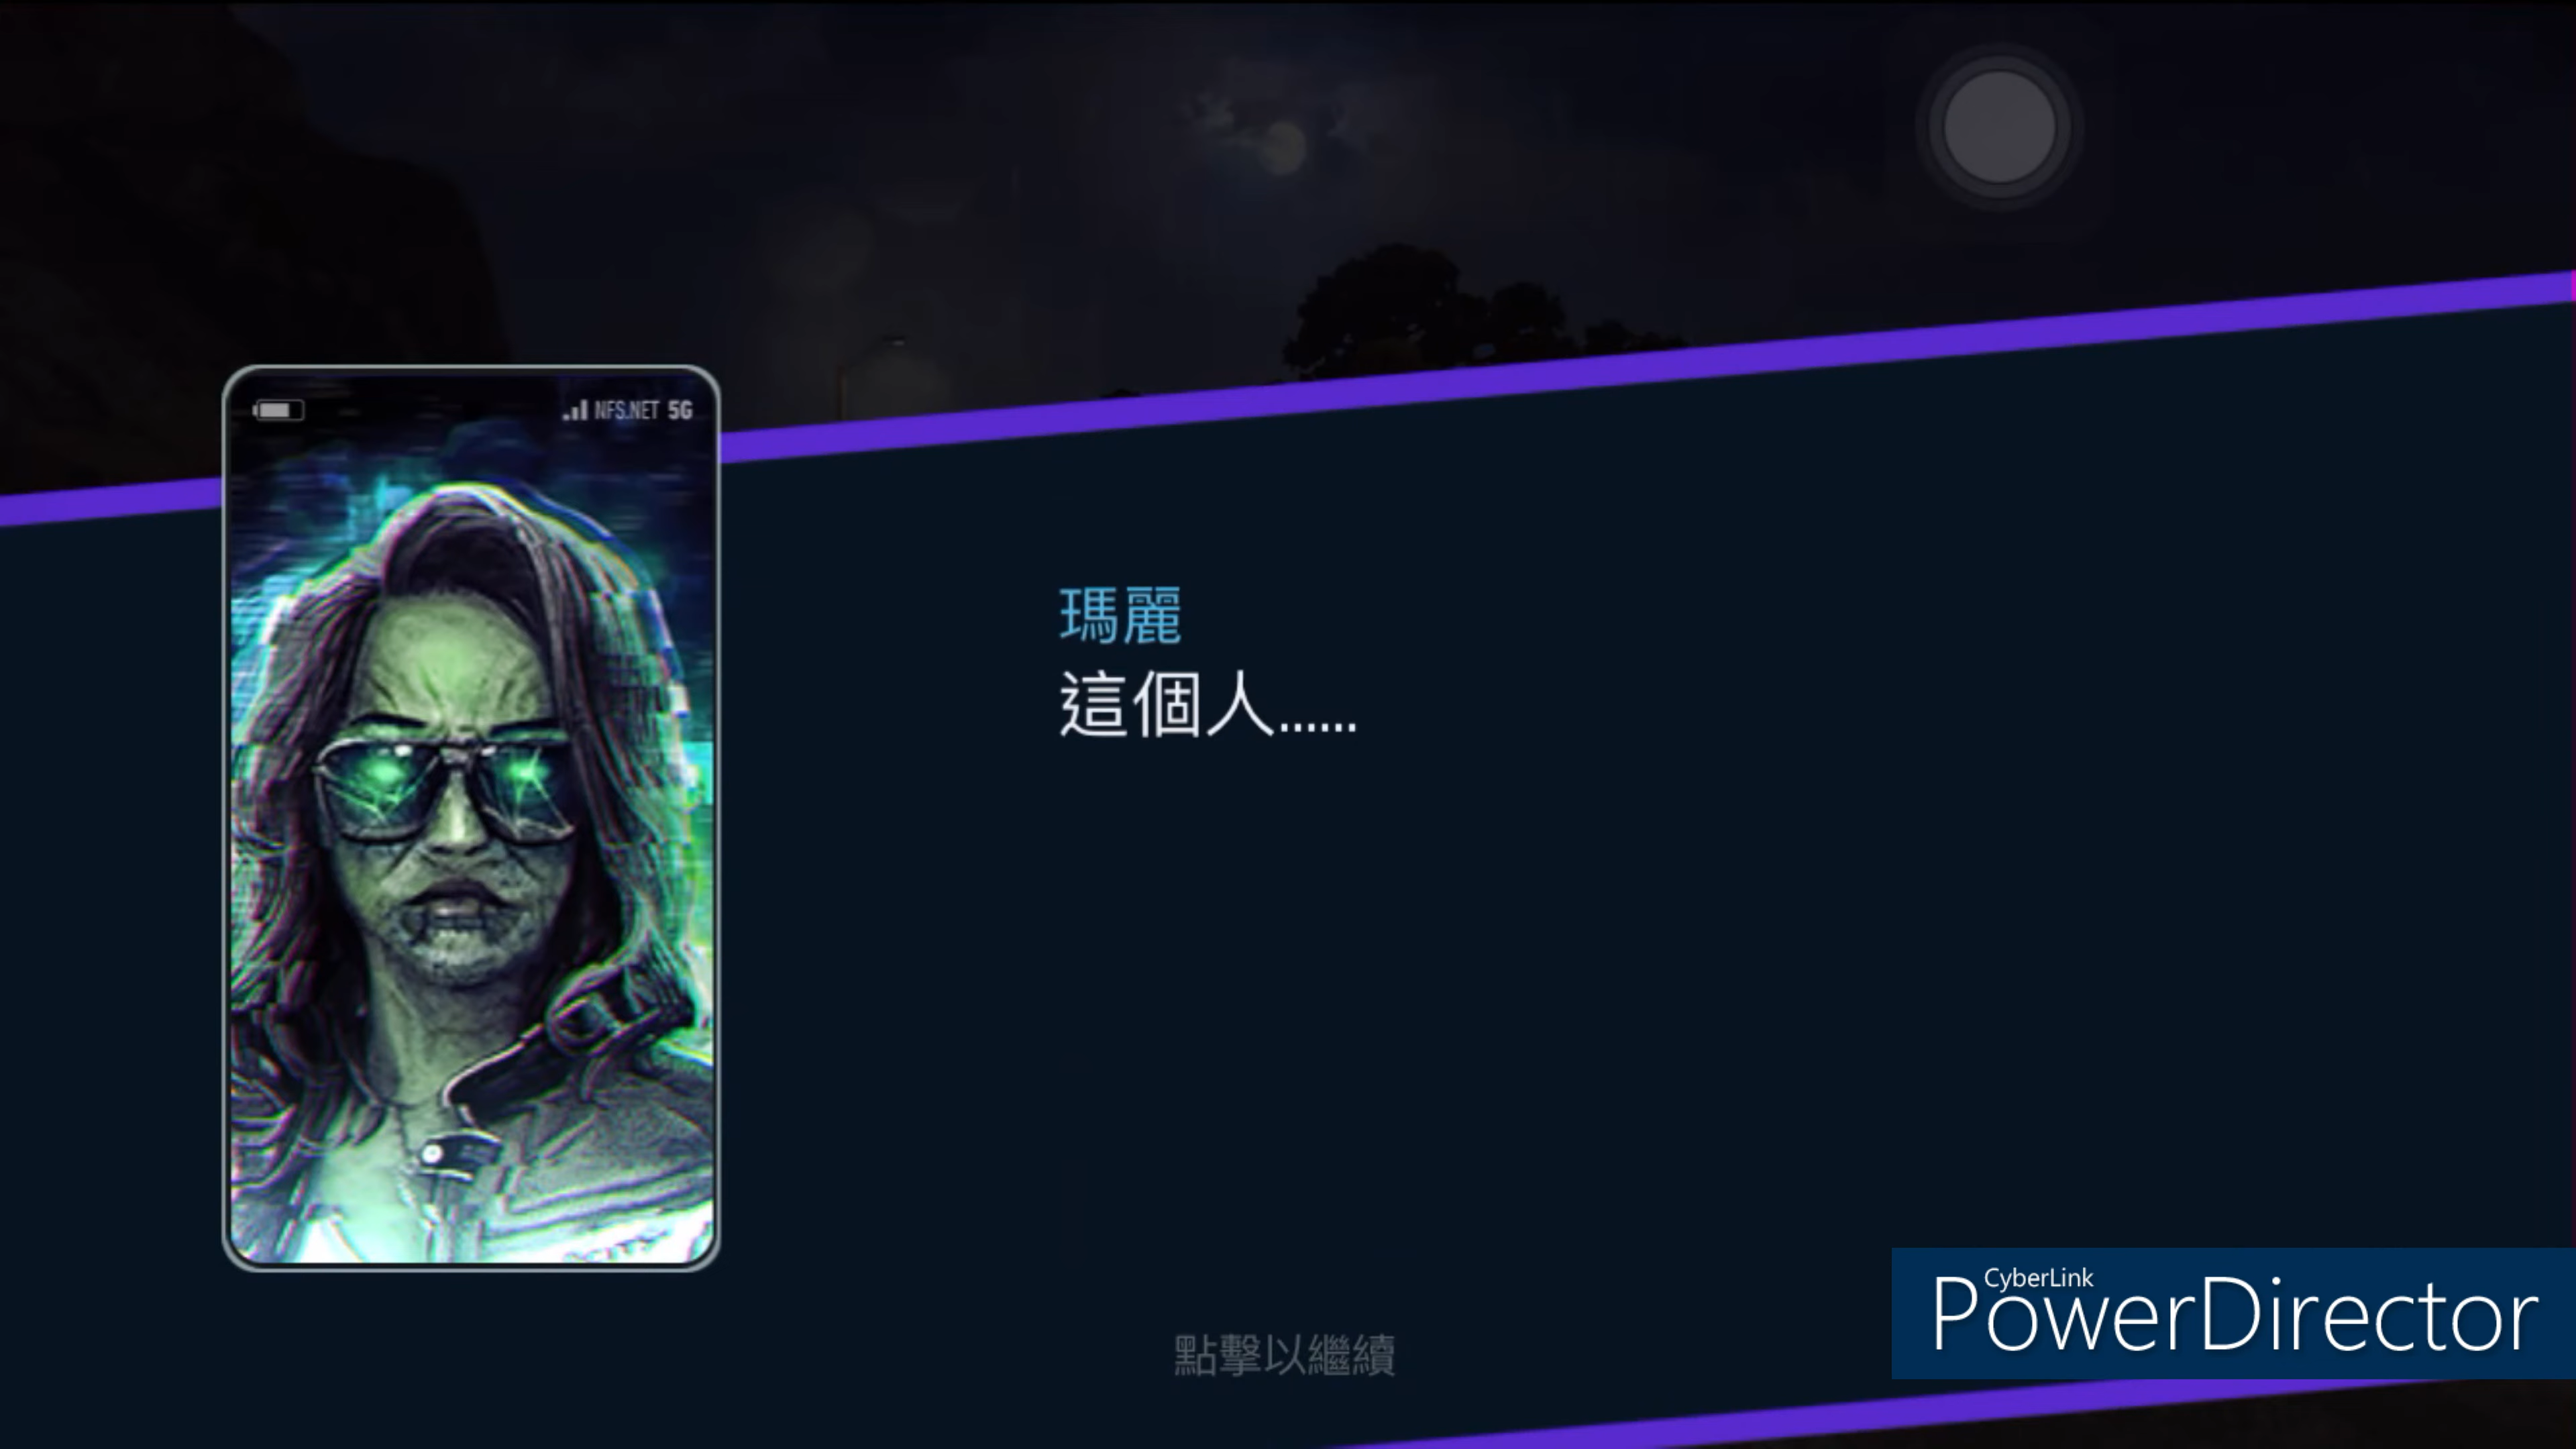 NFS.NET 5G
瑪麗
這個人......
點擊以繼續
CyberLink
PowerDirector